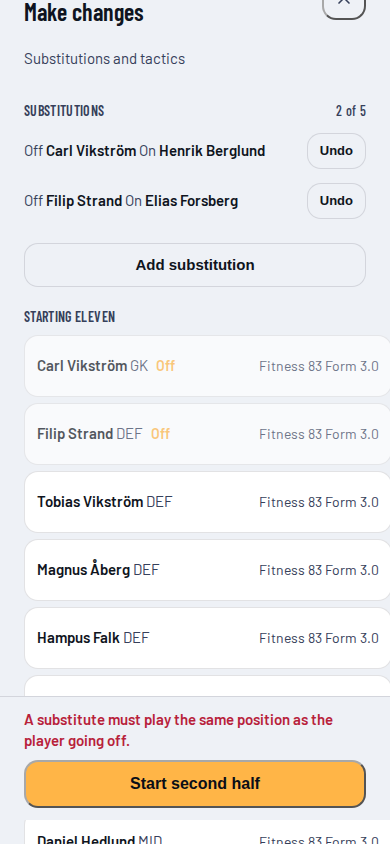 Make changes
Substitutions and tactics
SUBSTITUTIONS 2 of 5
Off Carl Vikström On Henrik Berglund Undo
Off Filip Strand On Elias Forsberg Undo
Add substitution
STARTING ELEVEN
Carl Vikström GK Off Fitness 83 Form 3.0
Filip Strand DEF Off Fitness 83 Form 3.0
Tobias Vikström DEF Fitness 83 Form 3.0
Magnus Åberg DEF Fitness 83 Form 3.0
Hampus Falk DEF Fitness 83 Form 3.0
A substitute must play the same position as the
player going off.
Start second half
Daniel Hedlund MID Fitness 83 Form 3.0